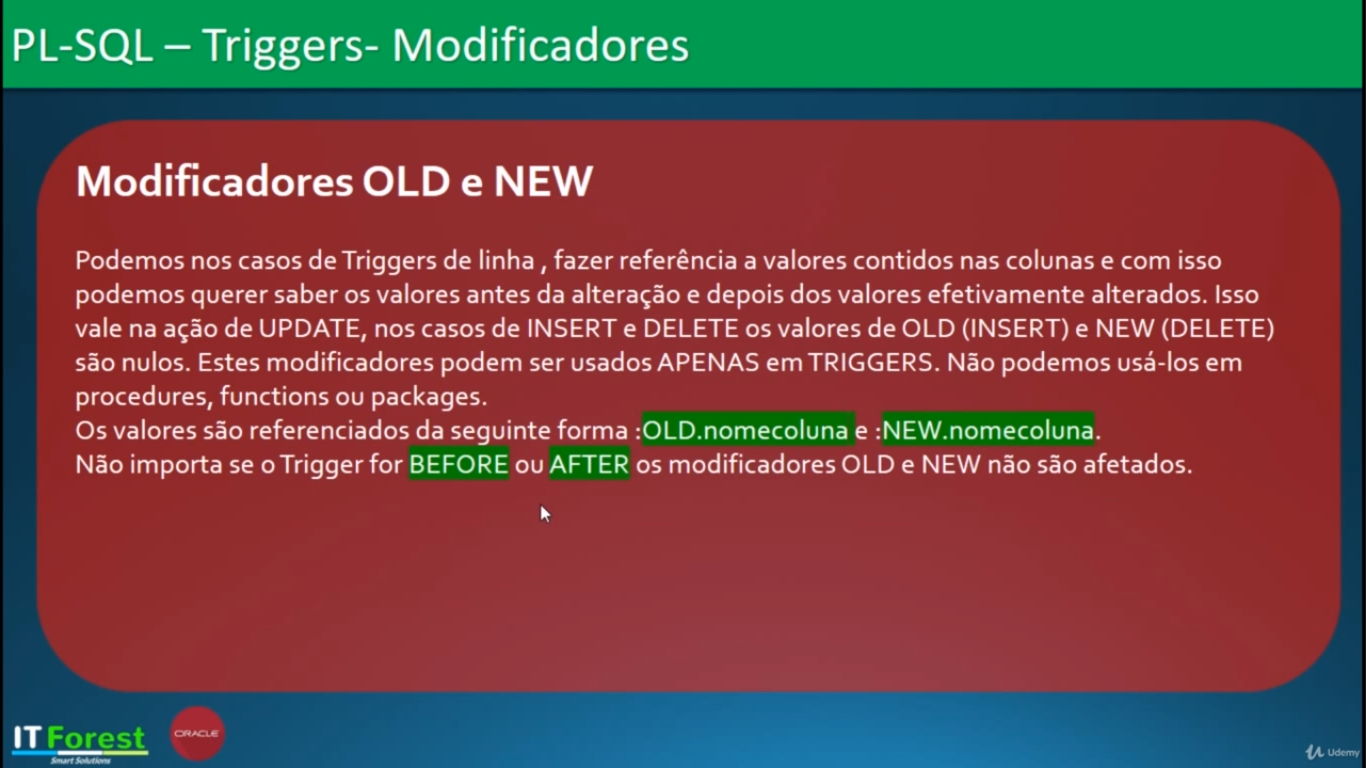 PL-SQL – Triggers- Modificadores
Modificadores OLD e NEW
Podemos nos casos de Triggers de linha , fazer referência a valores contidos nas colunas e com isso
podemos querer saber os valores antes da alteração e depois dos valores efetivamente alterados. Isso
vale na ação de UPDATE, nos casos de INSERT e DELETE os valores de OLD (INSERT) e NEW (DELETE)
são nulos. Estes modificadores podem ser usados APENAS em TRIGGERS. Não podemos usá-los em
procedures, functions ou packages.
Os valores são referenciados da seguinte forma :OLD.nomecoluna e :NEW.nomecoluna.
Não importa se o Trigger for BEFORE ou AFTER os modificadores OLD e NEW não são afetados.
IT Forest
Smart Solutions
ORACLE
Udemy